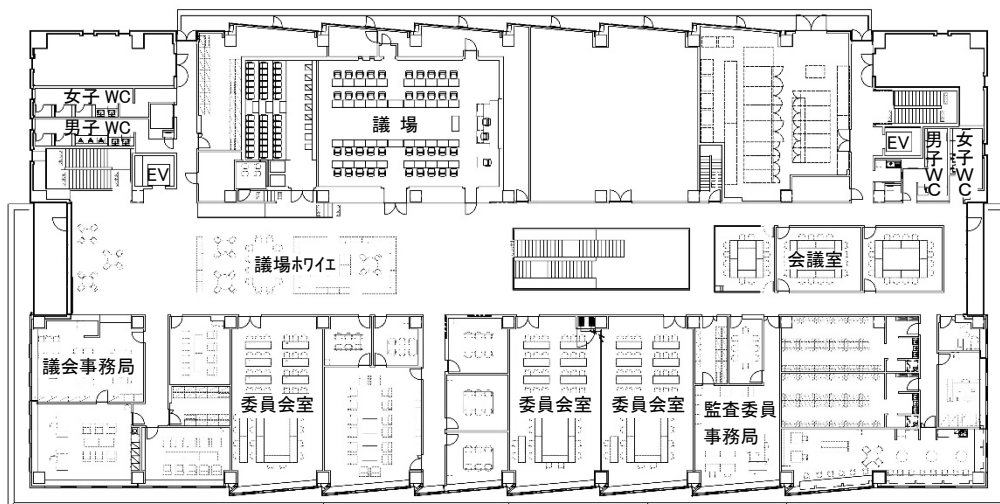 女子 WC
男子 WC
EV
議 場
EV
男子WC
女子WC
議場ﾎﾜｲｴ
会議室
議会事務局
委員会室
委員会室
委員会室
監査委員
事務局